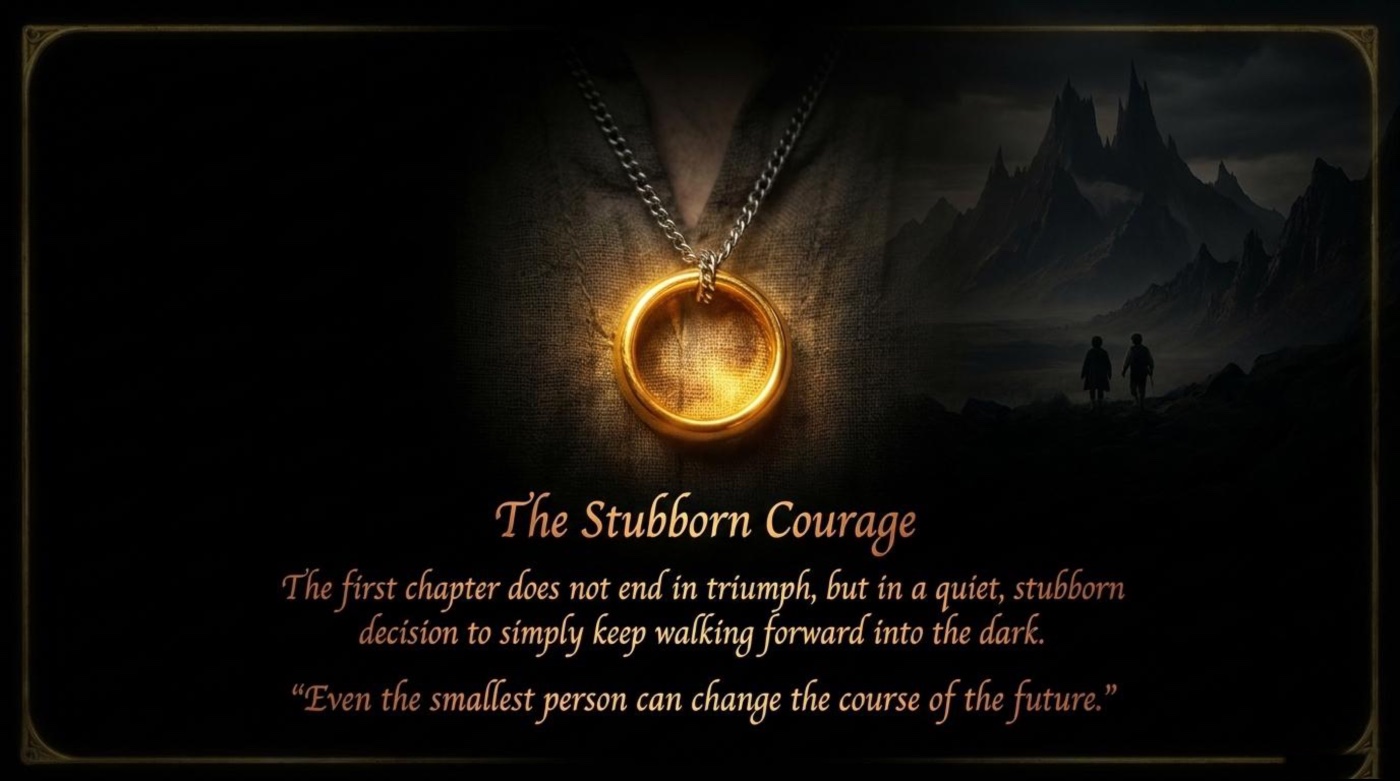 The Stubborn Courage
The first chapter does not end in triumph, but in a quiet, stubborn
decision to simply keep walking forward into the dark.
“Even the smallest person can change the course of the future.”